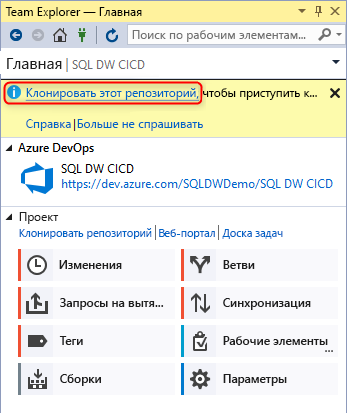 Team Explorer — Главная
Поиск по рабочим элементам...
Главная | SQL DW CICD
Клонировать этот репозиторий, чтобы приступить к...
Справка | Больше не спрашивать
Azure DevOps
SQL DW CICD
https://dev.azure.com/SQLDWDemo/SQL DW CICD
Проект
Клонировать репозиторий | Веб-портал | Доска задач
Изменения
Ветви
Запросы на вытя...
Синхронизация
Теги
Рабочие элементы...
Сборки
Параметры